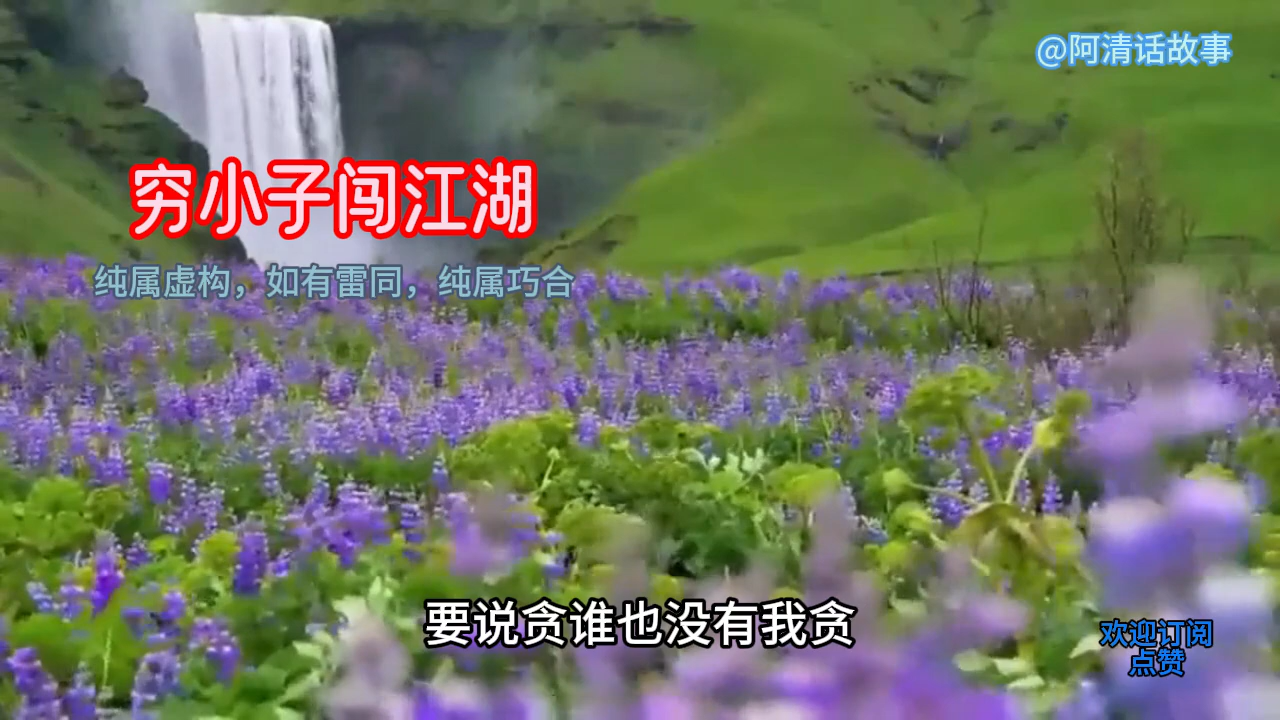 @阿清话故事
穷小子闯江湖
纯属虚构，如有雷同，纯属巧合
要说贪谁也没有我贪
欢迎订阅
点赞